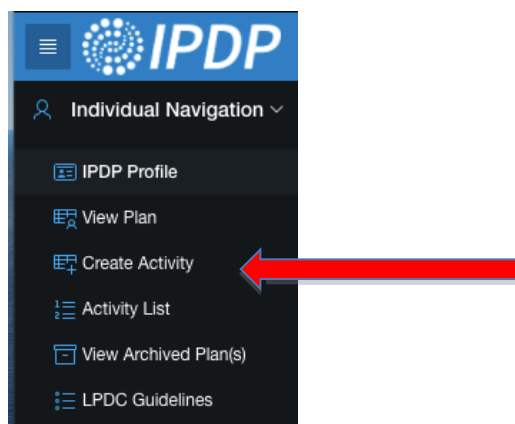 IPDP
Individual Navigation
IPDP Profile
View Plan
Create Activity
Activity List
View Archived Plan(s)
LPDC Guidelines